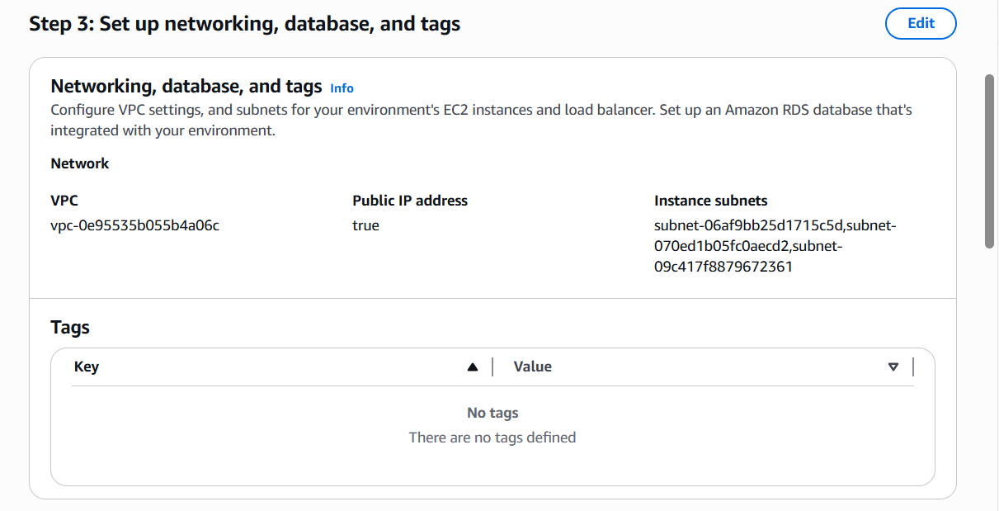 Step 3: Set up networking, database, and tags
Edit
Networking, database, and tags Info
Configure VPC settings, and subnets for your environment's EC2 instances and load balancer. Set up an Amazon RDS database that's
integrated with your environment.
Network
VPC
vpc-0e95535b055b4a06c
Public IP address
true
Instance subnets
subnet-06af9bb25d1715c5d,subnet-
070ed1b05fc0aecd2,subnet-
09c417f8879672361
Tags
Key
Value
No tags
There are no tags defined